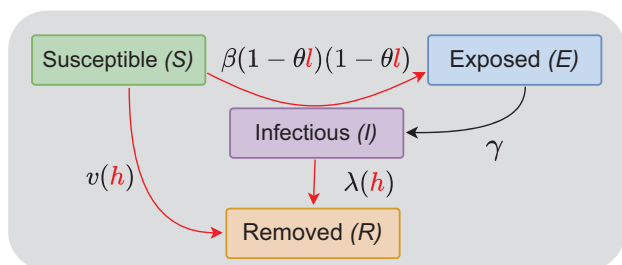 Susceptible (S)
β(1 − θl)(1 − θl)
Exposed (E)
Infectious (I)
γ
v(h)
λ(h)
Removed (R)